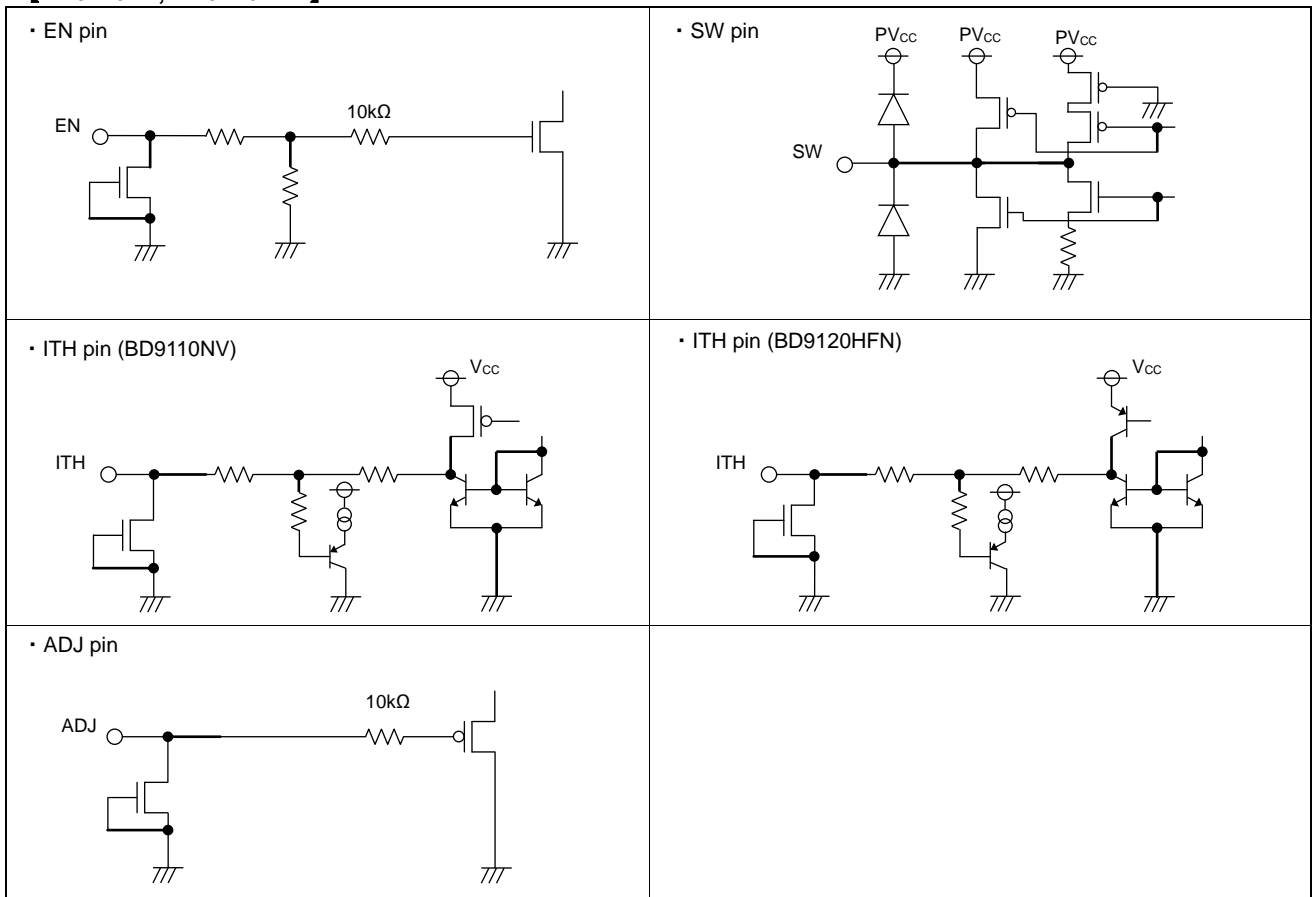 ・EN pin
10kΩ
EN
・SW pin
PVCC PVCC PVCC
SW
・ITH pin (BD9110NV)
VCC
ITH
・ITH pin (BD9120HFN)
VCC
ITH
・ADJ pin
10kΩ
ADJ